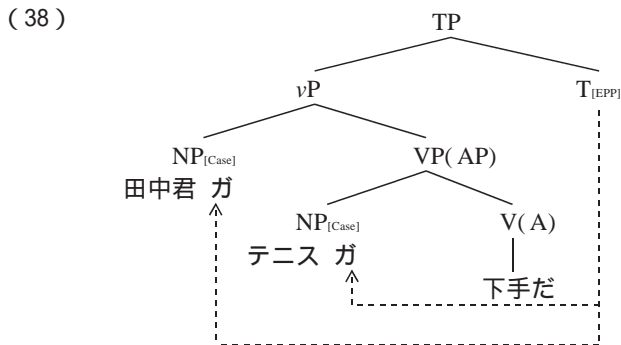 (38)
TP
vP T[EPP]
NP[Case] VP(AP)
田中君 ガ
NP[Case] V(A)
テニス ガ
下手だ